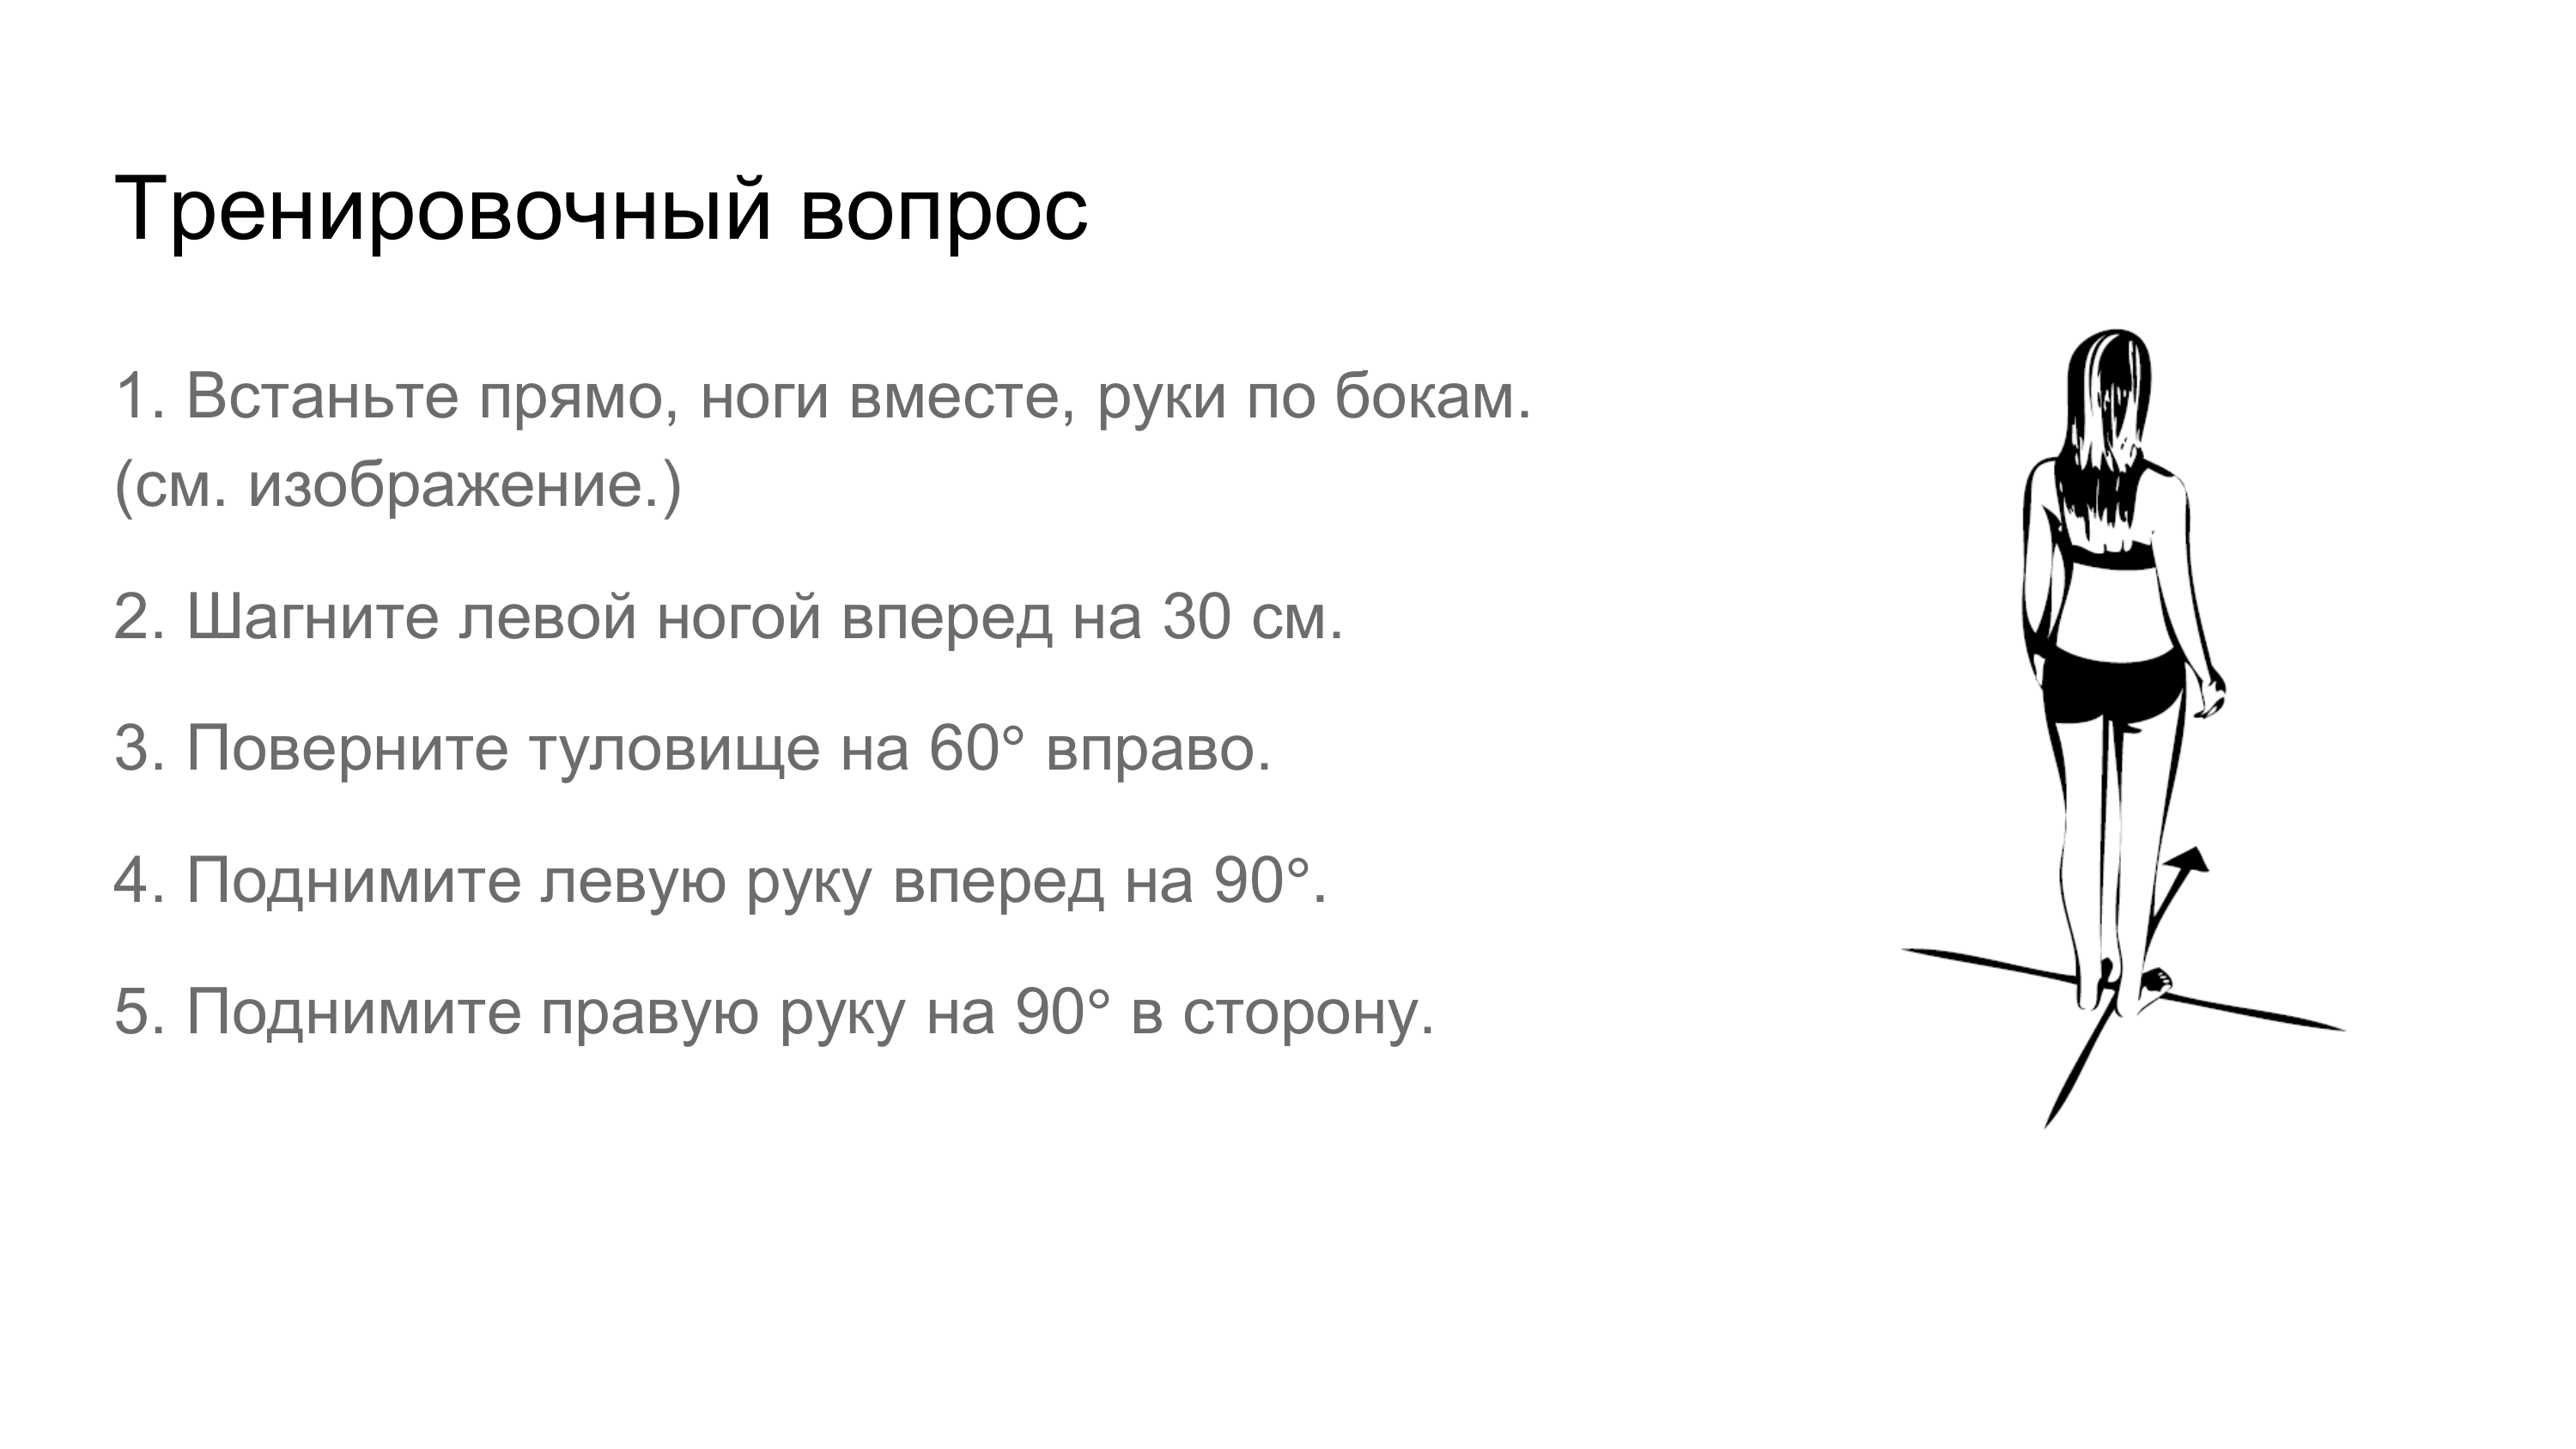 Тренировочный вопрос
1. Встаньте прямо, ноги вместе, руки по бокам.
(см. изображение.)
2. Шагните левой ногой вперед на 30 см.
3. Поверните туловище на 60° вправо.
4. Поднимите левую руку вперед на 90°.
5. Поднимите правую руку на 90° в сторону.